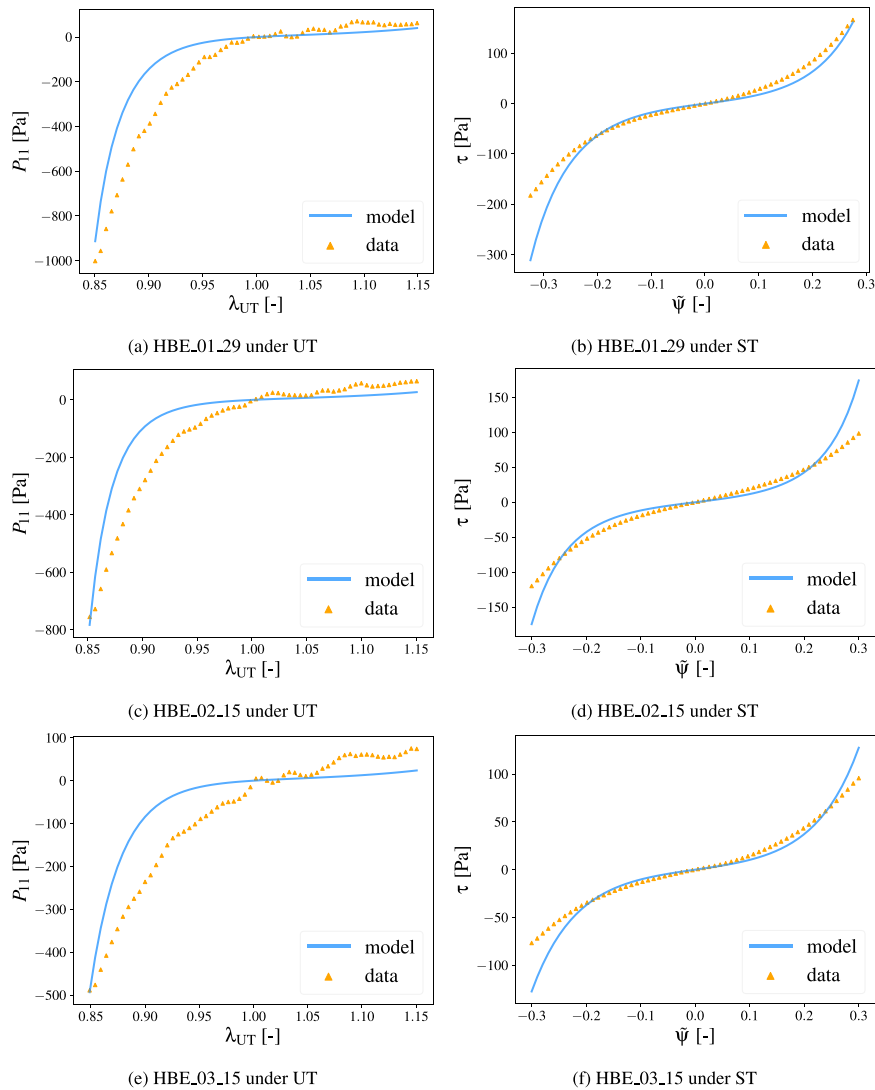 0
−200
−400
−600
−800
−1000
P₁₁ [Pa]
0.85 0.90 0.95 1.00 1.05 1.10 1.15
λ_UT [-]
model
data
(a) HBE_01_29 under UT
100
0
−100
−200
−300
τ [Pa]
−0.3 −0.2 −0.1 0.0 0.1 0.2 0.3
ψ̃ [-]
model
data
(b) HBE_01_29 under ST
0
−200
−400
−600
−800
P₁₁ [Pa]
0.85 0.90 0.95 1.00 1.05 1.10 1.15
λ_UT [-]
model
data
(c) HBE_02_15 under UT
150
100
50
0
−50
−100
−150
τ [Pa]
−0.3 −0.2 −0.1 0.0 0.1 0.2 0.3
ψ̃ [-]
model
data
(d) HBE_02_15 under ST
100
0
−100
−200
−300
−400
−500
P₁₁ [Pa]
0.85 0.90 0.95 1.00 1.05 1.10 1.15
λ_UT [-]
model
data
(e) HBE_03_15 under UT
100
50
0
−50
−100
τ [Pa]
−0.3 −0.2 −0.1 0.0 0.1 0.2 0.3
ψ̃ [-]
model
data
(f) HBE_03_15 under ST